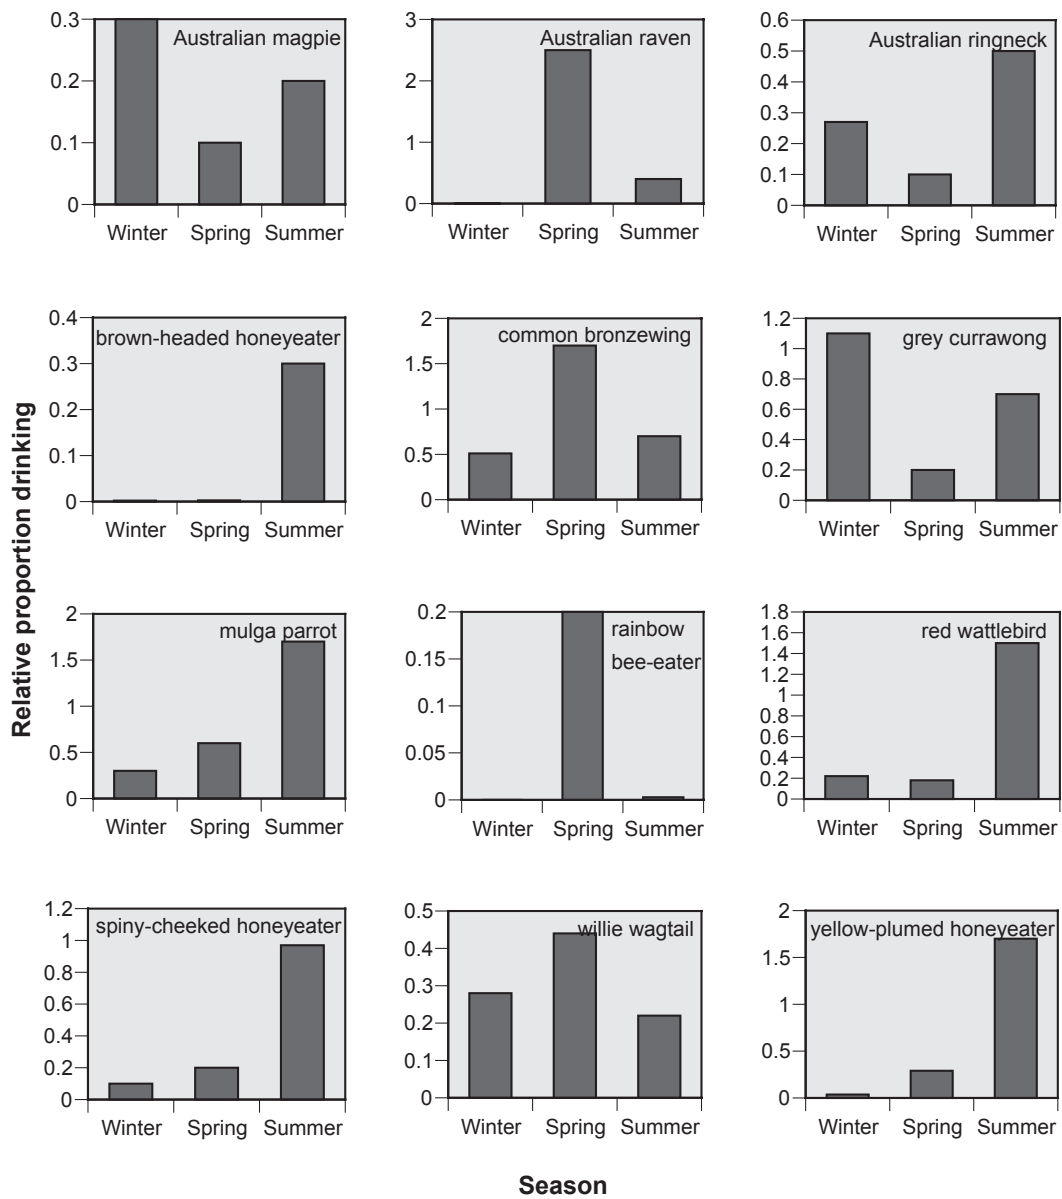 Relative proportion drinking
Australian magpie
0.3
0.2
0.1
0
Winter Spring Summer
Australian raven
3
2
1
0
Winter Spring Summer
Australian ringneck
0.6
0.5
0.4
0.3
0.2
0.1
0
Winter Spring Summer
brown-headed honeyeater
0.4
0.3
0.2
0.1
0
Winter Spring Summer
common bronzewing
2
1.5
1
0.5
0
Winter Spring Summer
grey currawong
1.2
1
0.8
0.6
0.4
0.2
0
Winter Spring Summer
mulga parrot
2
1.5
1
0.5
0
Winter Spring Summer
rainbow
bee-eater
0.2
0.15
0.1
0.05
0
Winter Spring Summer
red wattlebird
1.8
1.6
1.4
1.2
1
0.8
0.6
0.4
0.2
0
Winter Spring Summer
spiny-cheeked honeyeater
1.2
1
0.8
0.6
0.4
0.2
0
Winter Spring Summer
willie wagtail
0.5
0.4
0.3
0.2
0.1
0
Winter Spring Summer
yellow-plumed honeyeater
2
1.5
1
0.5
0
Winter Spring Summer
Season